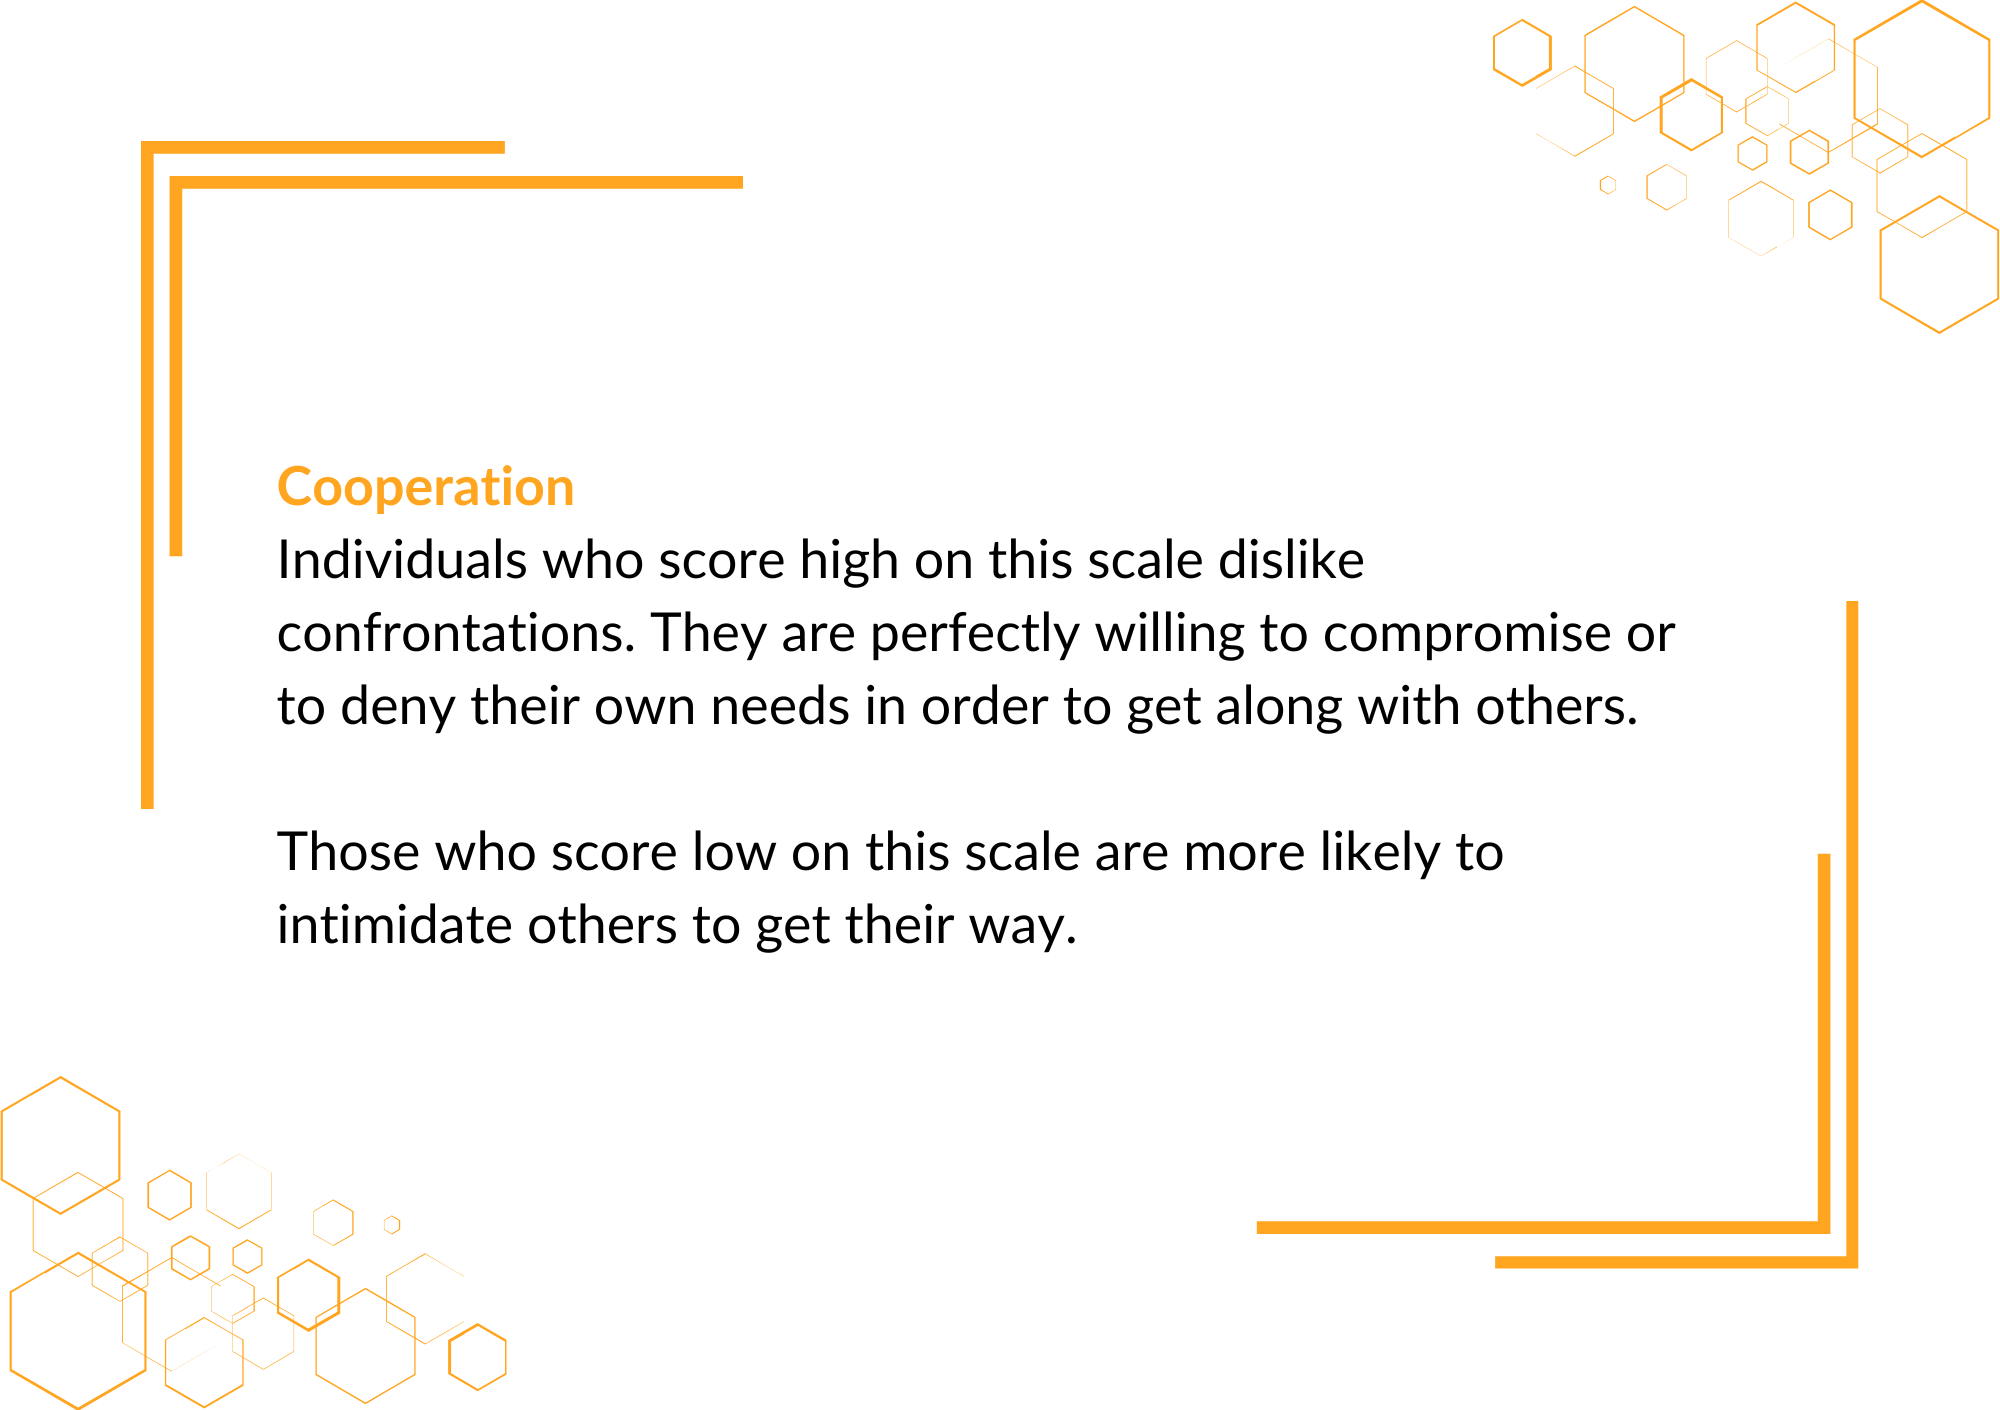 Cooperation
Individuals who score high on this scale dislike
confrontations. They are perfectly willing to compromise or
to deny their own needs in order to get along with others.
Those who score low on this scale are more likely to
intimidate others to get their way.